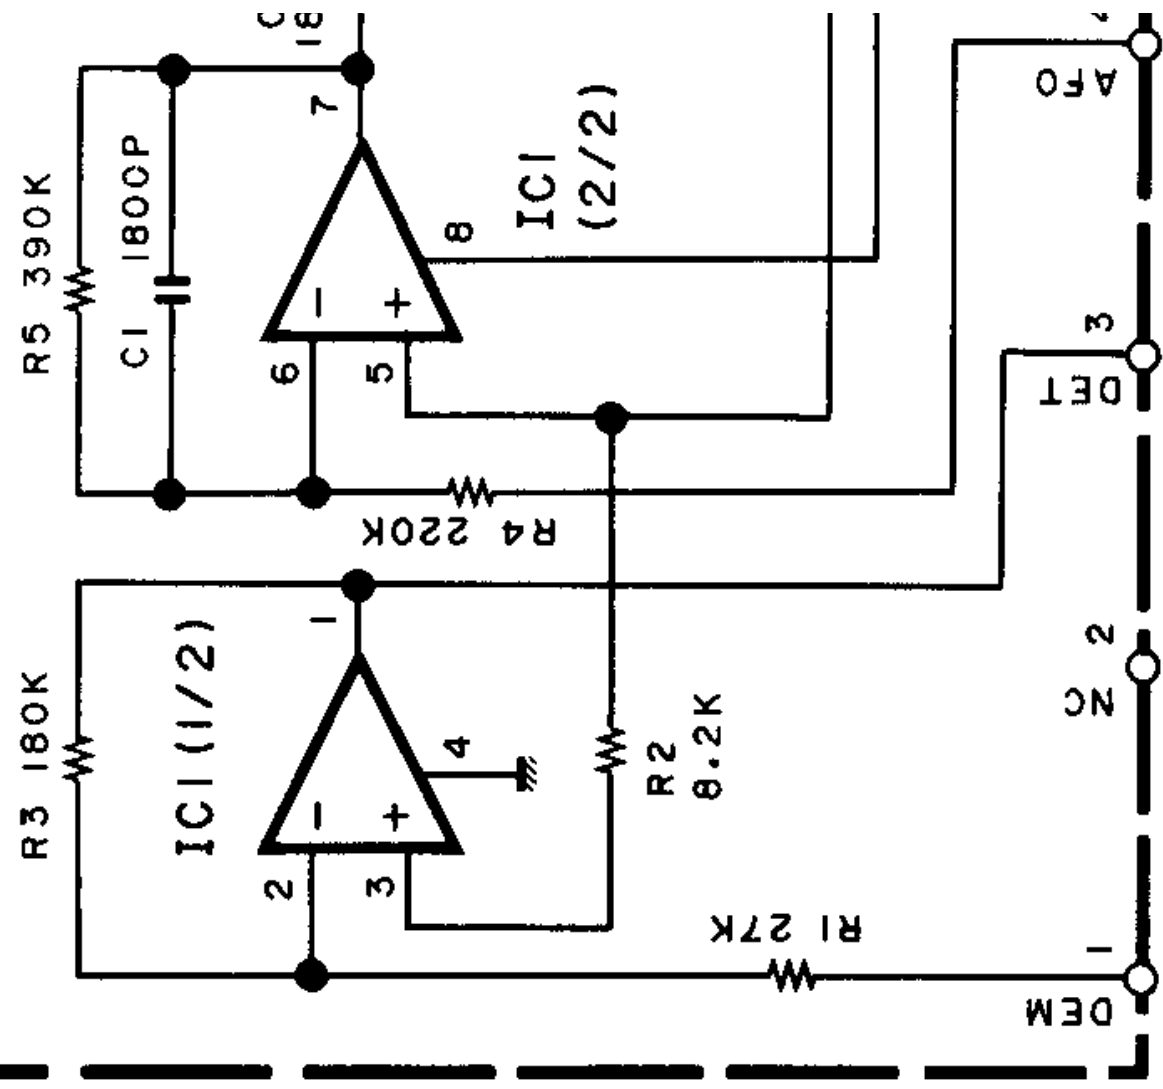 18
AFO
7
R5 390K
C1 1800P
IC1
(2/2)
8
−
+
6
5
3
DET
R4 220K
1
2
NC
R3 180K
IC1 (1/2)
4
R2
8.2K
−
+
2
3
R1 27K
1
DEM